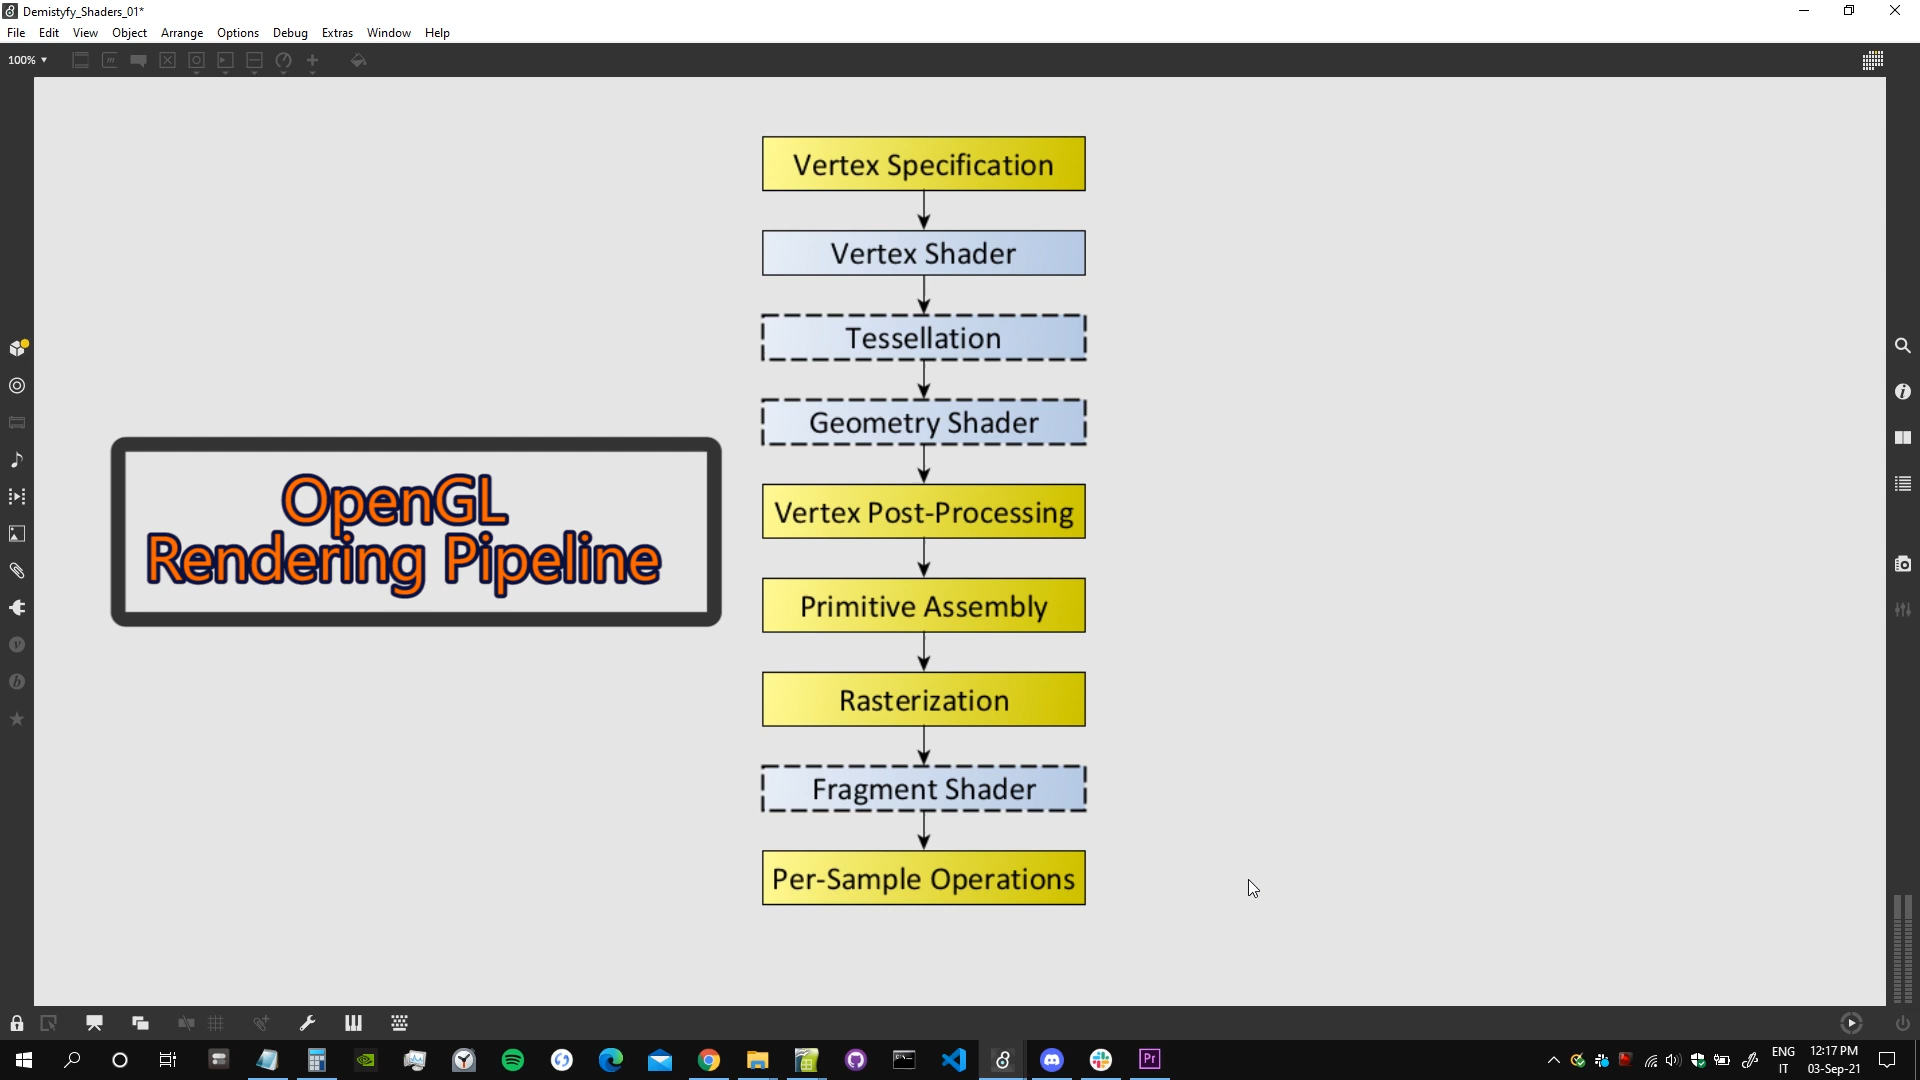 Demistyfy_Shaders_01*
File Edit View Object Arrange Options Debug Extras Window Help
100%
Vertex Specification
Vertex Shader
Tessellation
Geometry Shader
Vertex Post-Processing
Primitive Assembly
Rasterization
Fragment Shader
Per-Sample Operations
OpenGL
Rendering Pipeline
Pr
ENG
IT
12:17 PM
03-Sep-21